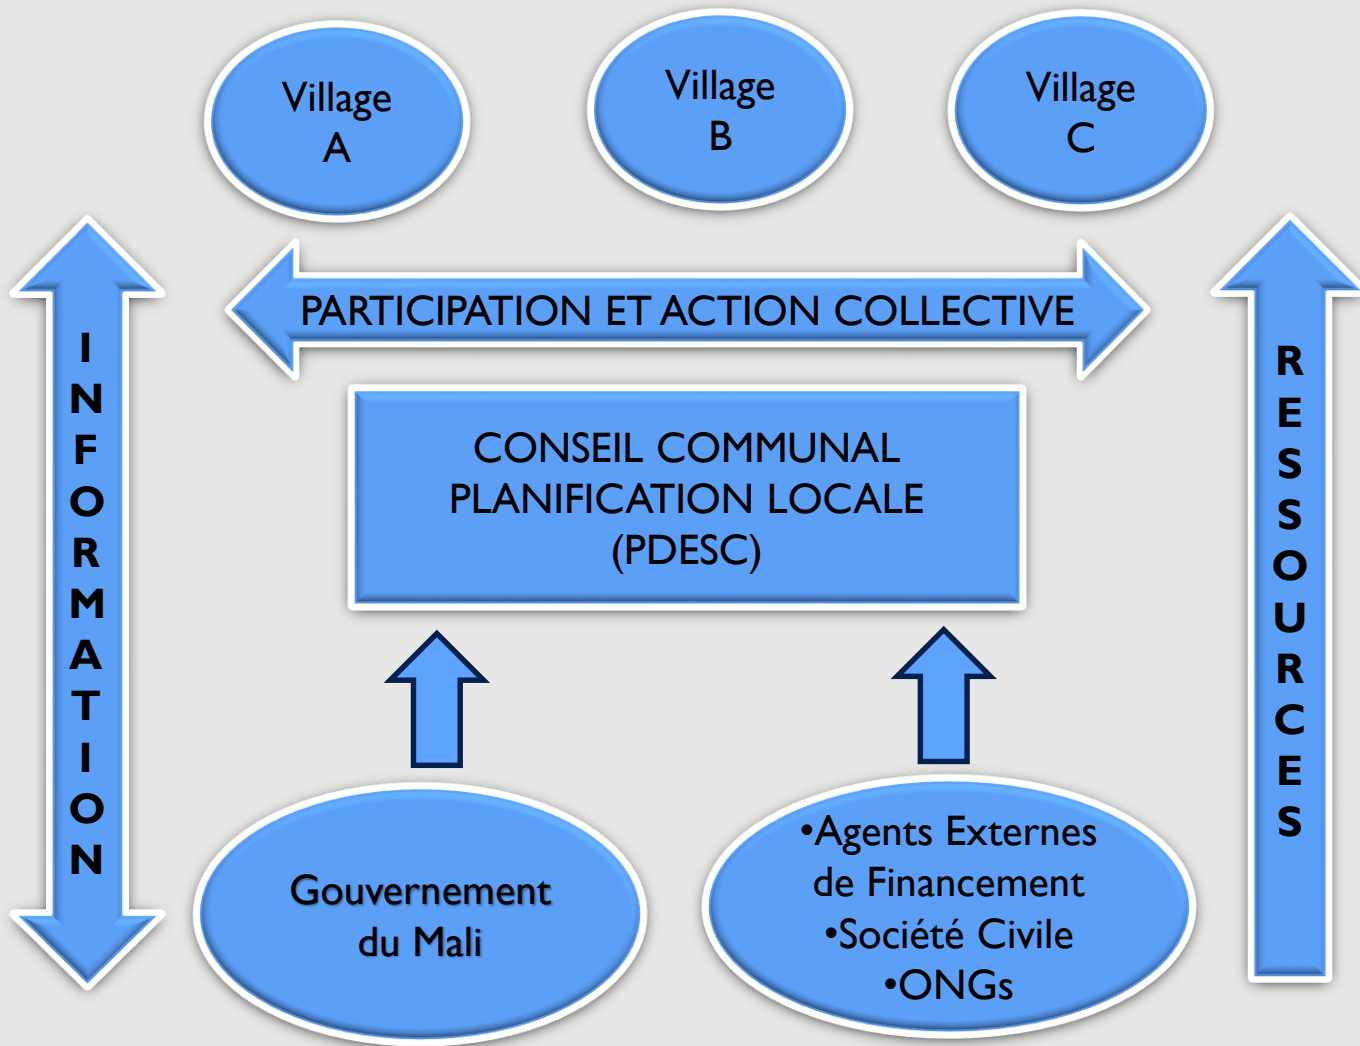 Village
A
Village
B
Village
C
PARTICIPATION ET ACTION COLLECTIVE
INFORMATION
RESSOURCES
CONSEIL COMMUNAL
PLANIFICATION LOCALE
(PDESC)
Gouvernement
du Mali
•Agents Externes
de Financement
•Société Civile
•ONGs